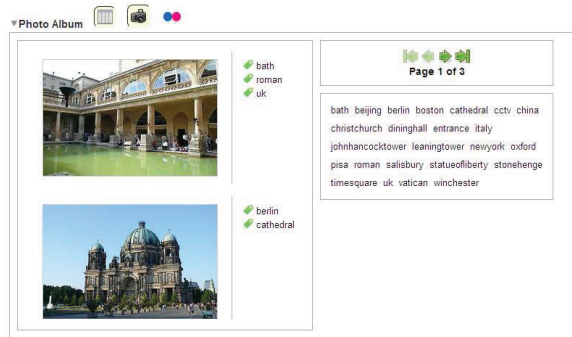 Photo Album
bath
roman
uk
berlin
cathedral
Page 1 of 3
bath beijing berlin boston cathedral cctv china
christchurch dininghall entrance italy
johnhancocktower leaningtower newyork oxford
pisa roman salisbury statueofliberty stonehenge
timesquare uk vatican winchester